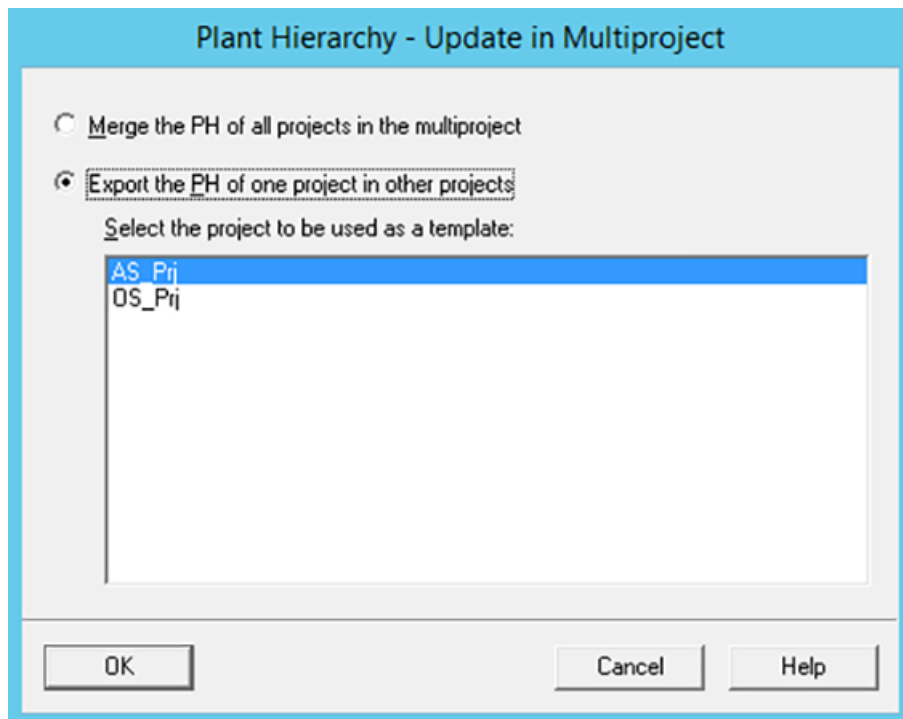 Plant Hierarchy - Update in Multiproject
Merge the PH of all projects in the multiproject
Export the PH of one project in other projects
Select the project to be used as a template:
AS_Prj
OS_Prj
OK
Cancel
Help